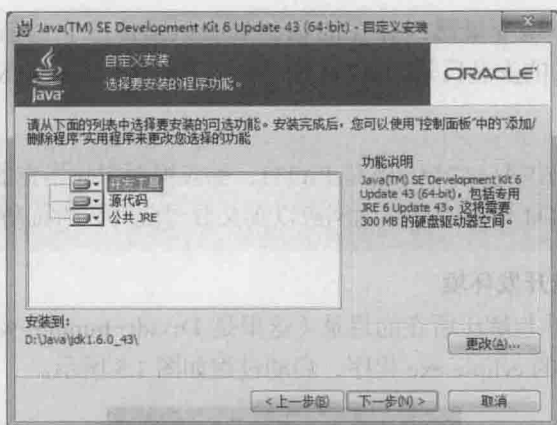 Java(TM) SE Development Kit 6 Update 43 (64-bit) - 自定义安装
Java
自定义安装
选择要安装的程序功能。
ORACLE
请从下面的列表中选择要安装的可选功能。安装完成后，您可以使用"控制面板"中的"添加/
删除程序"实用程序来更改您选择的功能
开发工具
源代码
公共 JRE
功能说明
Java(TM) SE Development Kit 6
Update 43 (64-bit)，包括专用
JRE 6 Update 43。这将需要
300 MB 的硬盘驱动器空间。
安装到:
D:\Java\jdk1.6.0_43\
更改(A)...
<上一步(B)
下一步(N) >
取消